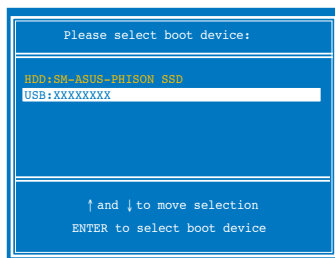 Please select boot device:
HDD:SM-ASUS-PHISON SSD
USB:XXXXXXXX
↑ and ↓ to move selection
ENTER to select boot device